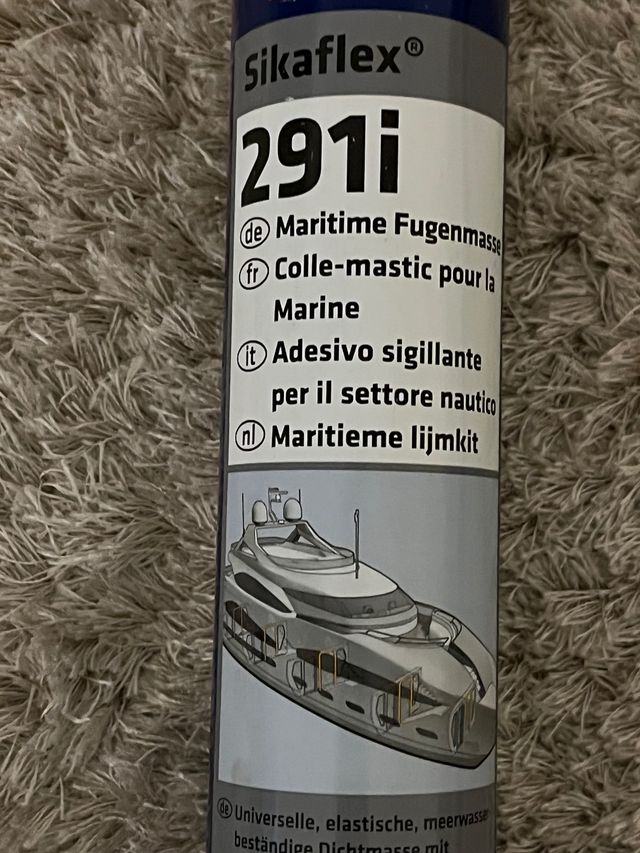 Sikaflex®
291i
de Maritime Fugenmasse
fr Colle-mastic pour la
Marine
it Adesivo sigillante
per il settore nautico
nl Maritieme lijmkit
de Universelle, elastische, meerwasser-
beständige Dichtmasse mit